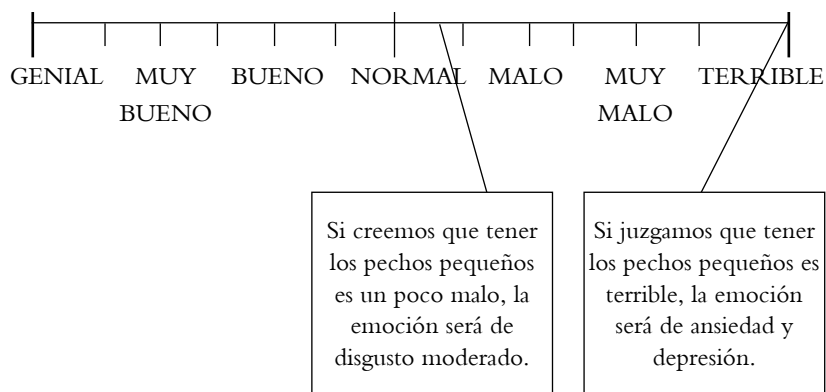 GENIAL MUY BUENO NORMAL MALO MUY TERRIBLE
BUENO MALO
Si creemos que tener
los pechos pequeños
es un poco malo, la
emoción será de
disgusto moderado.
Si juzgamos que tener
los pechos pequeños es
terrible, la emoción
será de ansiedad y
depresión.